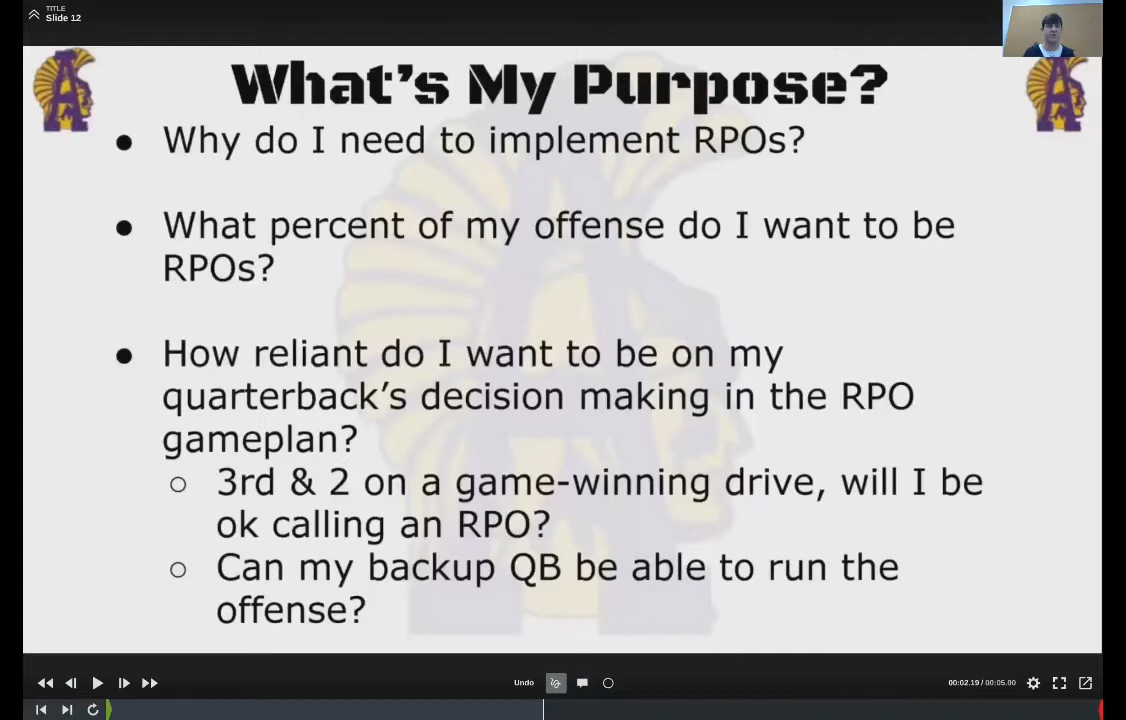 TITLE
Slide 12
What's My Purpose?
● Why do I need to implement RPOs?
● What percent of my offense do I want to be
RPOs?
● How reliant do I want to be on my
quarterback's decision making in the RPO
gameplan?
○ 3rd & 2 on a game-winning drive, will I be
ok calling an RPO?
○ Can my backup QB be able to run the
offense?
Undo
00:02.19 / 00:05.00